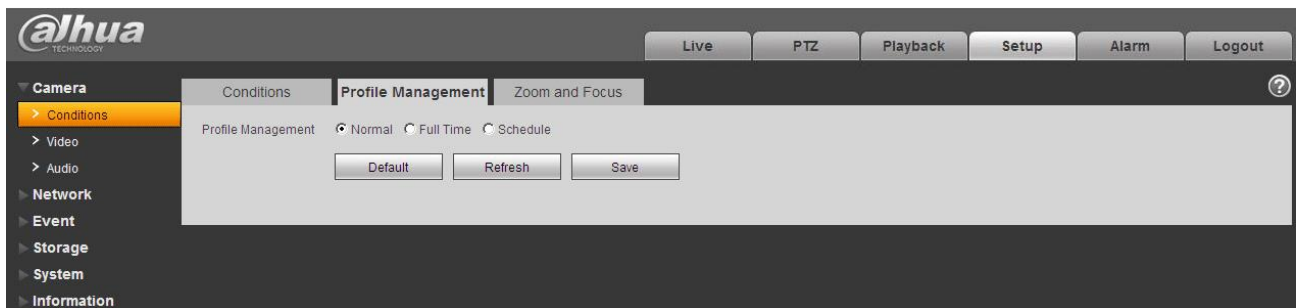 alhua
TECHNOLOGY
Live PTZ Playback Setup Alarm Logout
Camera
Conditions
Video
Audio
Network
Event
Storage
System
Information
Conditions Profile Management Zoom and Focus
?
Profile Management Normal Full Time Schedule
Default Refresh Save